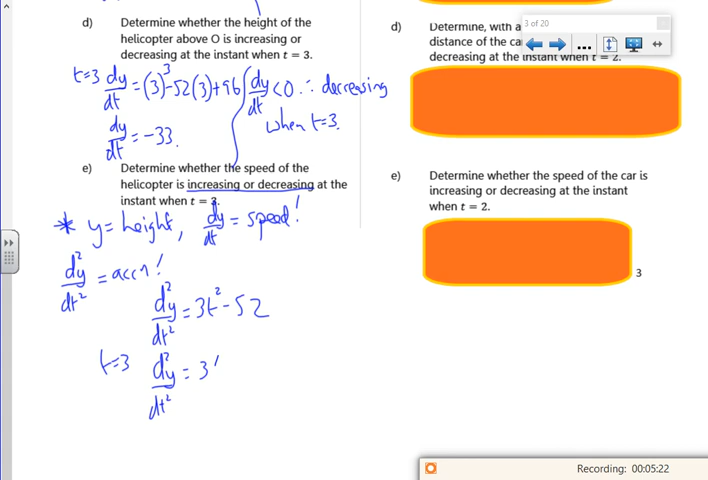 d) Determine whether the height of the
helicopter above O is increasing or
decreasing at the instant when t = 3.
t=3 dy/dt = (3)³-52(3)+96 dy/dt <0 ∴ decreasing
when t=3.
dy/dt = -33.
e) Determine whether the speed of the
helicopter is increasing or decreasing at the
instant when t = 3.
* y = height, dy/dt = speed!
d²y/dt² = accn!
d²y/dt² = 3t²-52
t=3 d²y/dt² = 3
d) Determine, with a
distance of the ca
decreasing at the instant when t = 2.
3 of 20
e) Determine whether the speed of the car is
increasing or decreasing at the instant
when t = 2.
3
Recording: 00:05:22